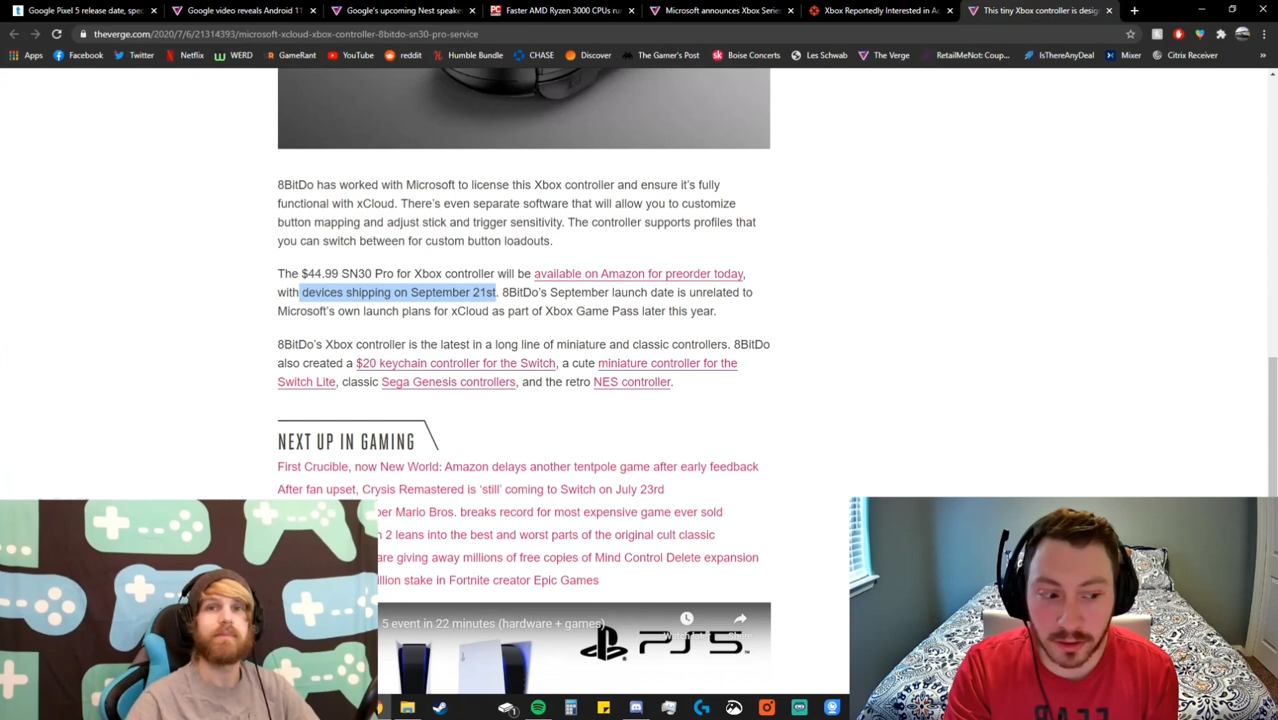 Google Pixel 5 release date, spec
Google video reveals Android 11
Google's upcoming Nest speake
Faster AMD Ryzen 3000 CPUs
Microsoft announces Xbox Serie
Xbox Reportedly Interested in A
This tiny Xbox controller is desig
theverge.com/2020/7/6/21314393/microsoft-xcloud-xbox-controller-8bitdo-sn30-pro-service
Apps Facebook Twitter Netflix WERD GameRant YouTube reddit Humble Bundle CHASE Discover The Gamer's Post Boise Concerts Les Schwab The Verge RetailMeNot: Coup... IsThereAnyDeal Mixer Citrix Receiver
8BitDo has worked with Microsoft to license this Xbox controller and ensure it's fully
functional with xCloud. There's even separate software that will allow you to customize
button mapping and adjust stick and trigger sensitivity. The controller supports profiles that
you can switch between for custom button loadouts.
The $44.99 SN30 Pro for Xbox controller will be available on Amazon for preorder today,
with devices shipping on September 21st. 8BitDo's September launch date is unrelated to
Microsoft's own launch plans for xCloud as part of Xbox Game Pass later this year.
8BitDo's Xbox controller is the latest in a long line of miniature and classic controllers. 8BitDo
also created a $20 keychain controller for the Switch, a cute miniature controller for the
Switch Lite, classic Sega Genesis controllers, and the retro NES controller.
NEXT UP IN GAMING
First Crucible, now New World: Amazon delays another tentpole game after early feedback
After fan upset, Crysis Remastered is 'still' coming to Switch on July 23rd
per Mario Bros. breaks record for most expensive game ever sold
2 leans into the best and worst parts of the original cult classic
are giving away millions of free copies of Mind Control Delete expansion
illion stake in Fortnite creator Epic Games
5 event in 22 minutes (hardware + games)
Watch later Share
PS5